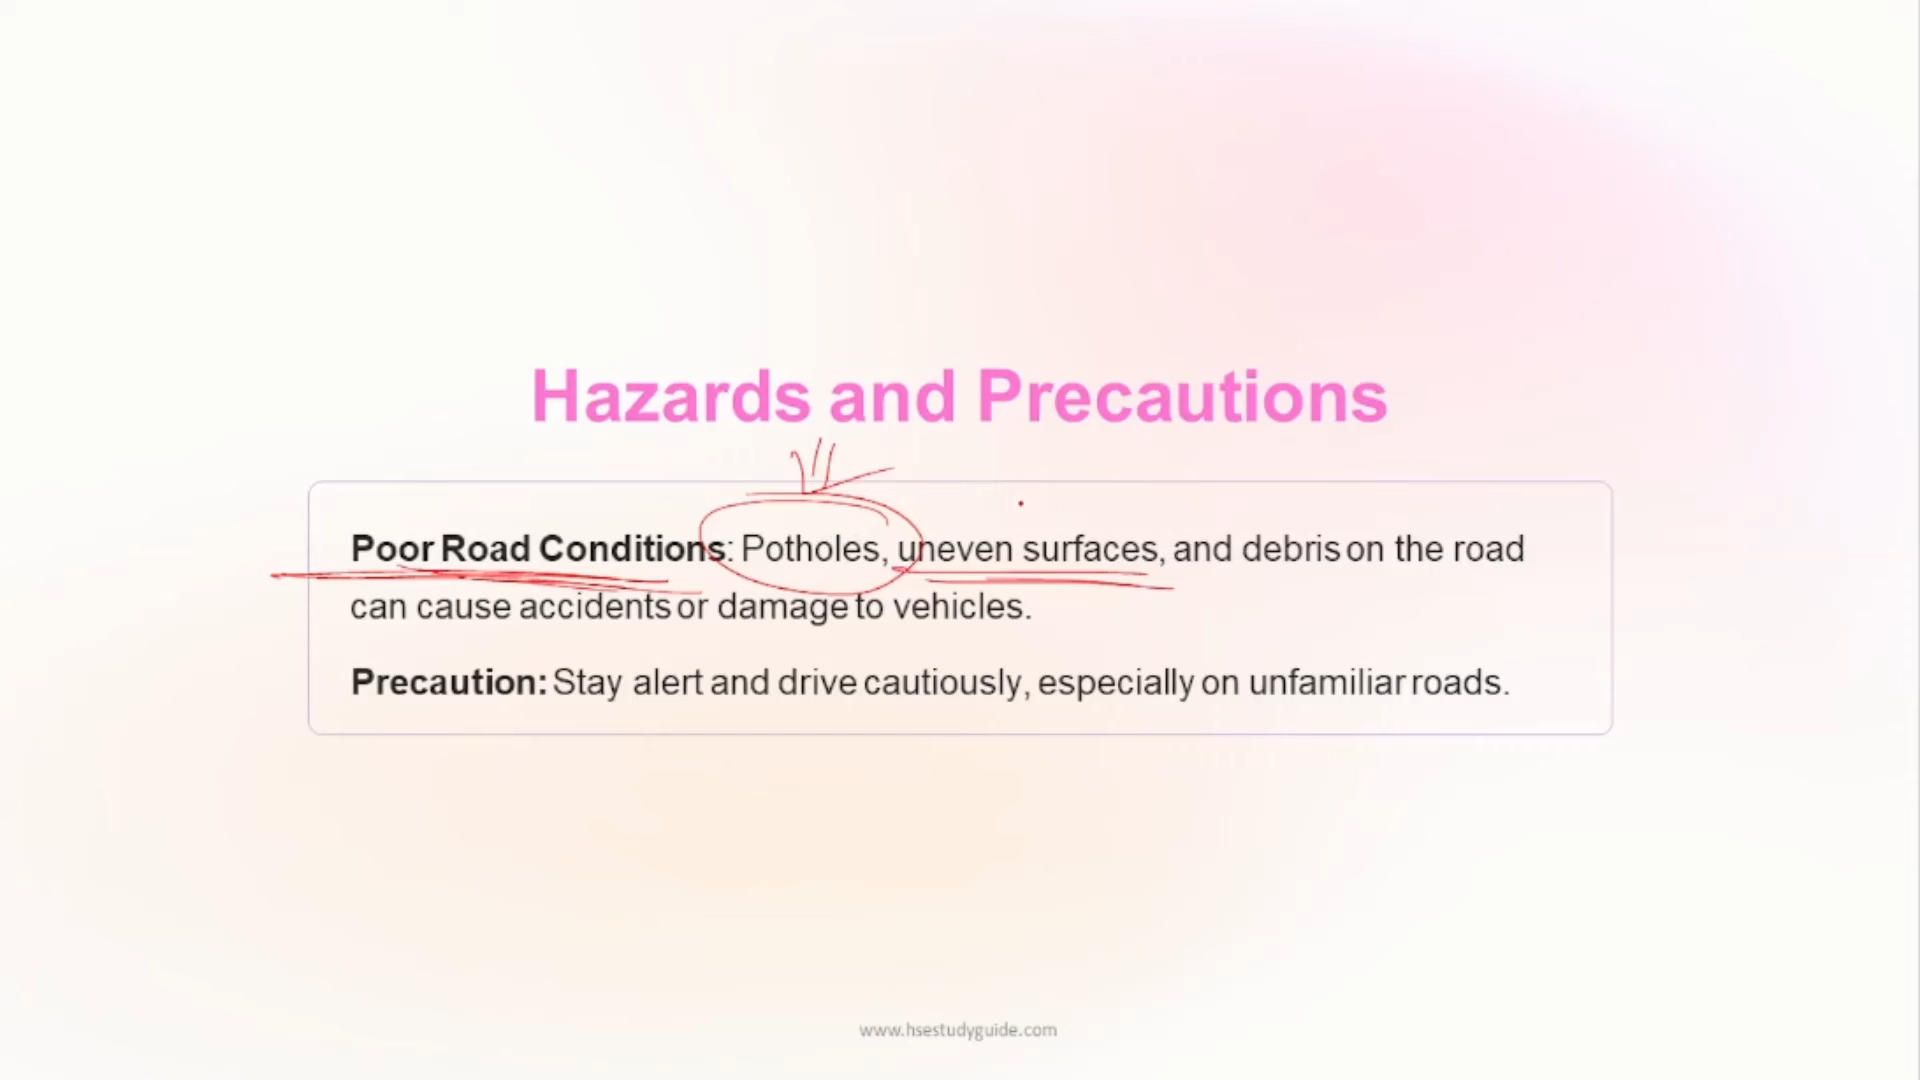 Hazards and Precautions
Poor Road Conditions: Potholes, uneven surfaces, and debris on the road
can cause accidents or damage to vehicles.
Precaution: Stay alert and drive cautiously, especially on unfamiliar roads.
www.hsestudyguide.com